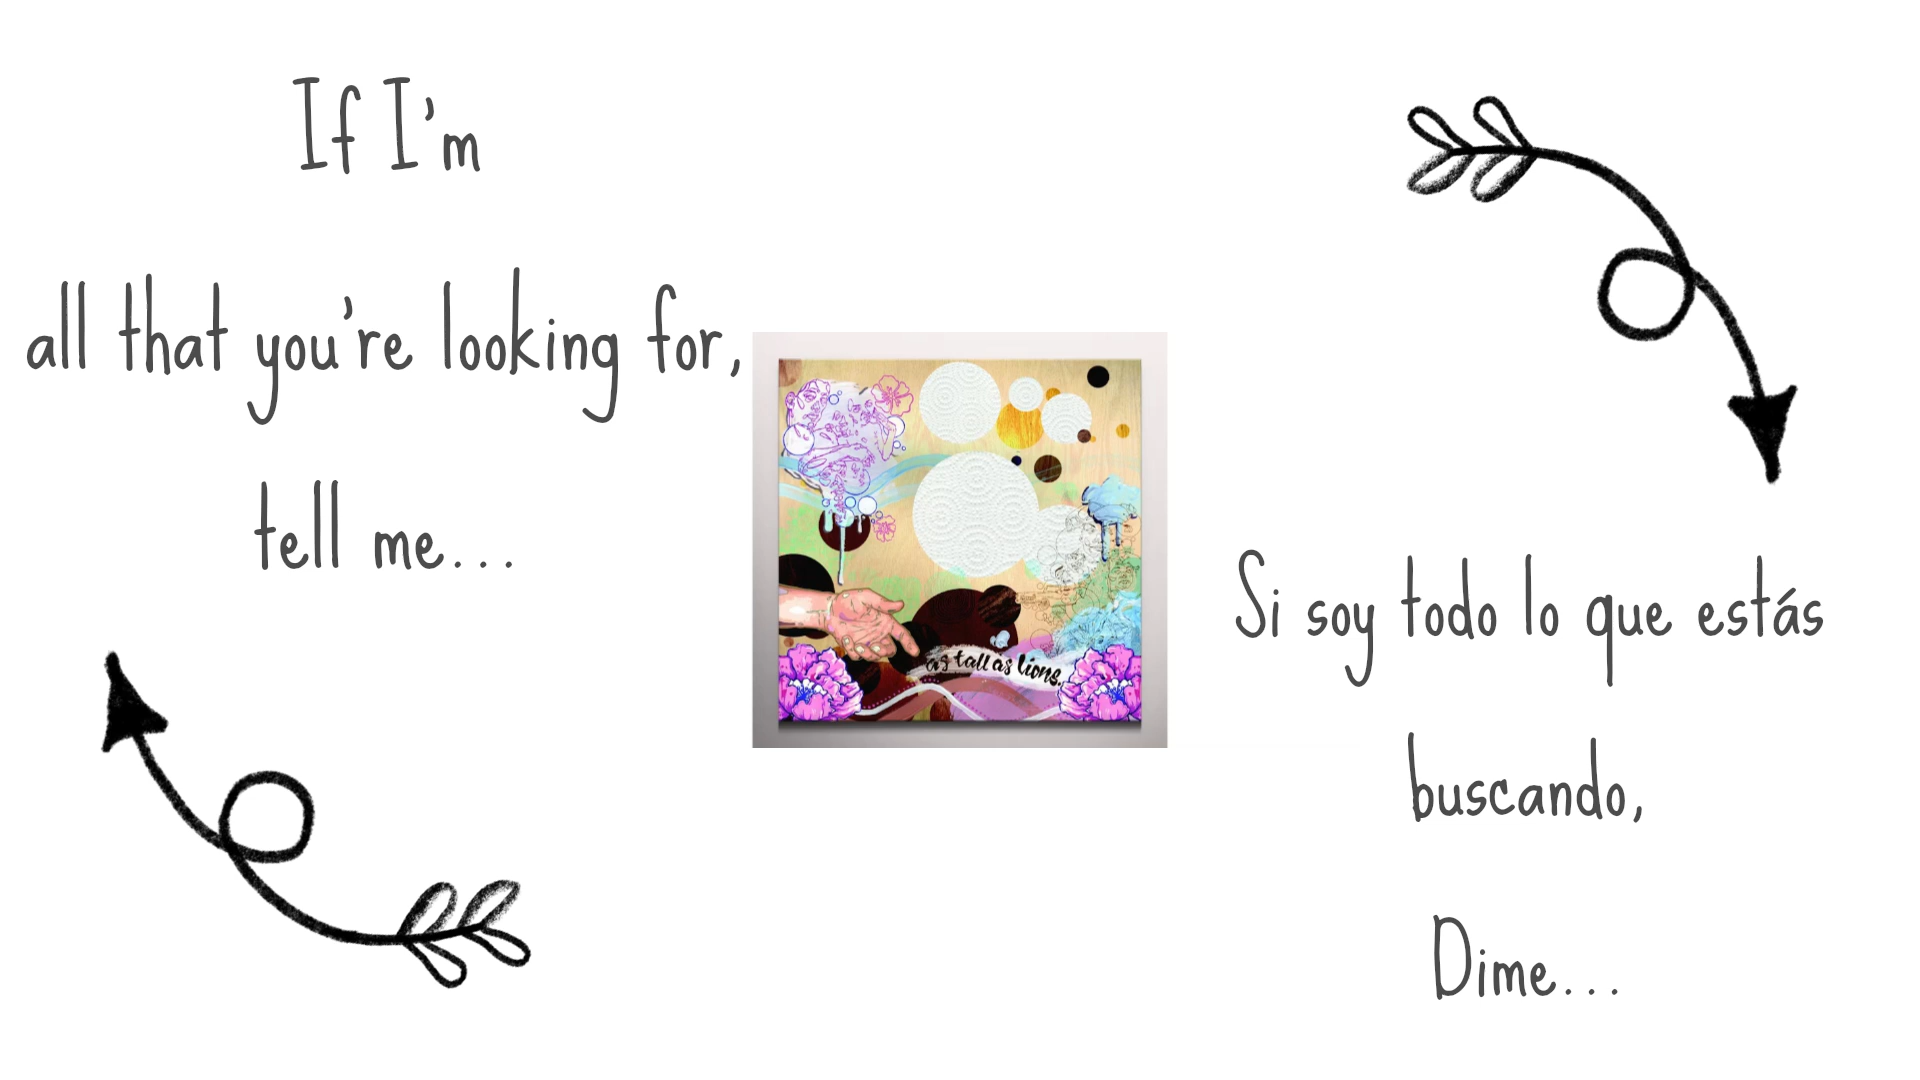 If I'm
all that you're looking for,
tell me...
as tall as lions.
Si soy todo lo que estás
buscando,
Dime...